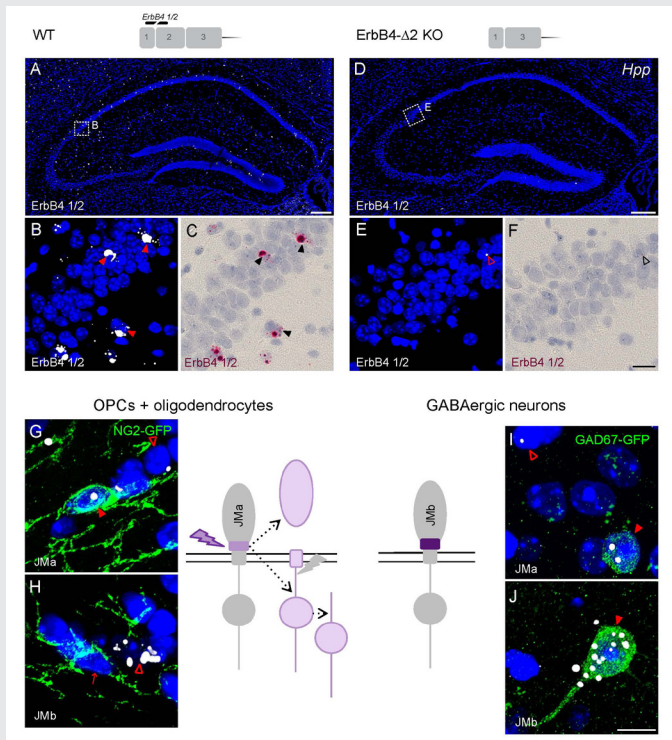 ErbB4 1/2
WT
1 2 3
ErbB4-Δ2 KO
1 3
A
B
ErbB4 1/2
D
Hpp
E
ErbB4 1/2
B
ErbB4 1/2
C
ErbB4 1/2
E
ErbB4 1/2
F
ErbB4 1/2
OPCs + oligodendrocytes
GABAergic neurons
G
NG2-GFP
JMa
H
JMb
JMa
JMb
I
GAD67-GFP
JMa
J
JMb